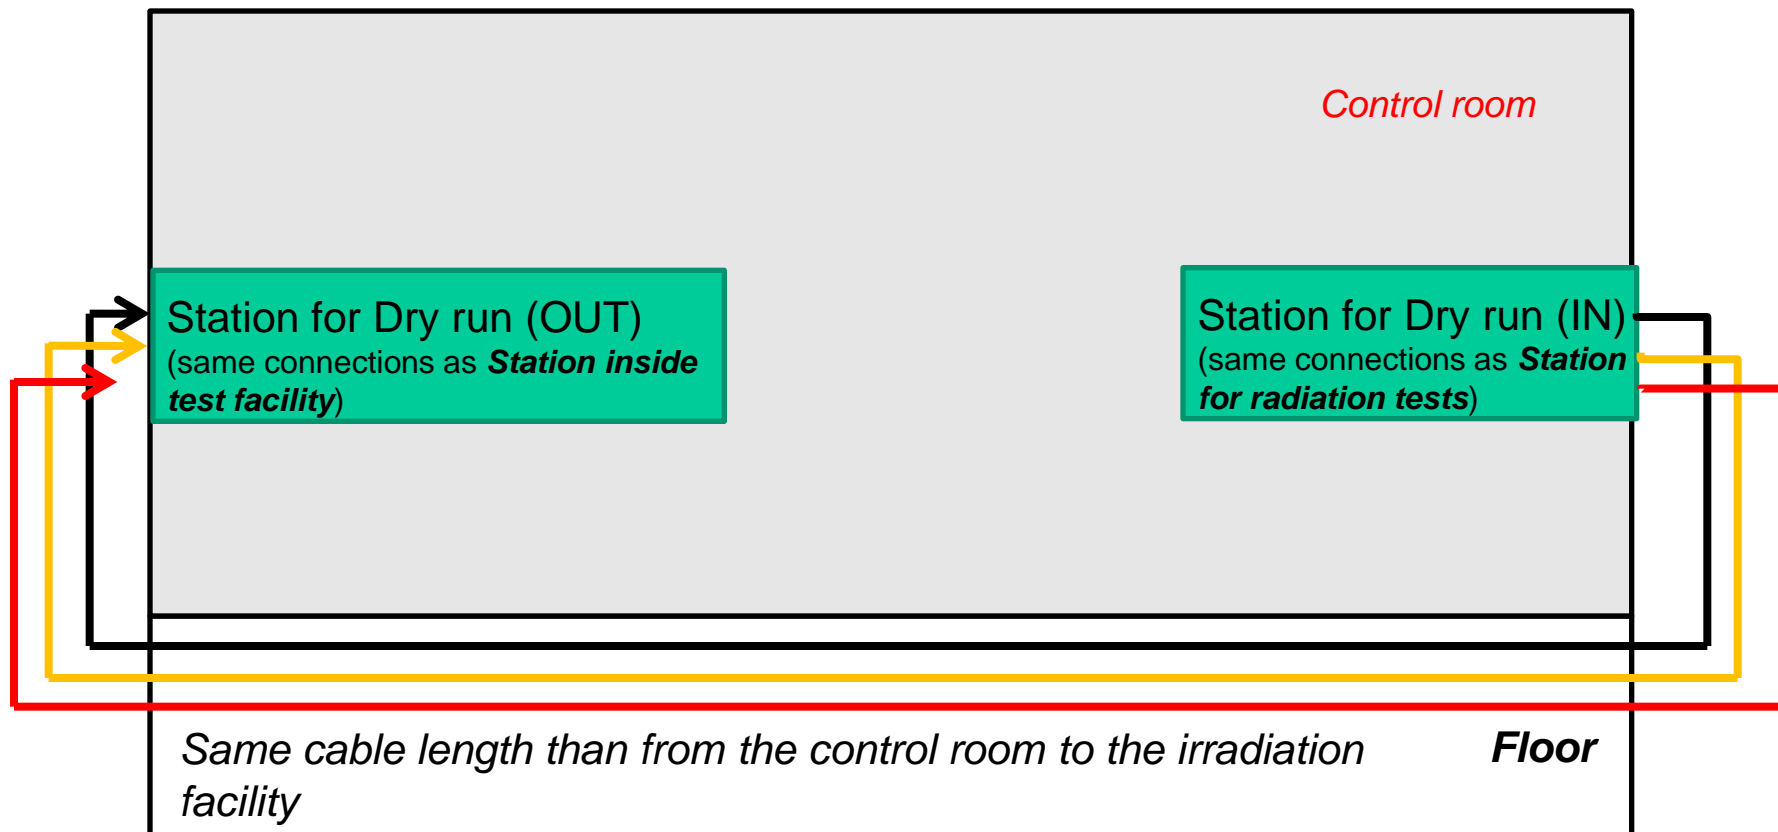 Control room
Station for Dry run (OUT)
(same connections as Station inside
test facility)
Station for Dry run (IN)
(same connections as Station
for radiation tests)
Same cable length than from the control room to the irradiation
facility
Floor